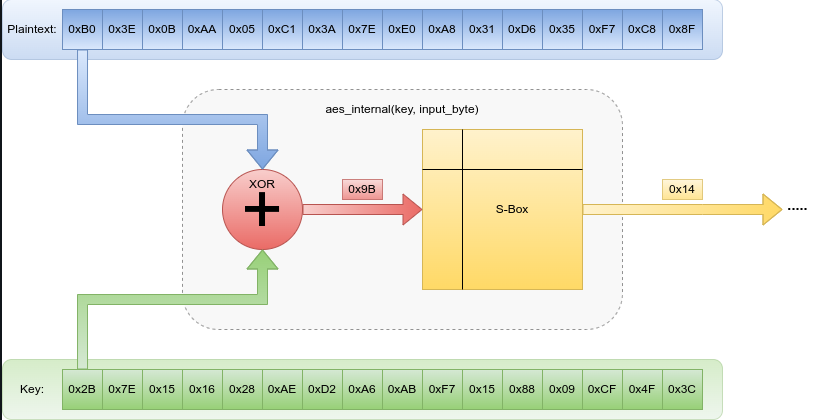 Plaintext: 0xB0 0x3E 0x0B 0xAA 0x05 0xC1 0x3A 0x7E 0xE0 0xA8 0x31 0xD6 0x35 0xF7 0xC8 0x8F
aes_internal(key, input_byte)
XOR
+
0x9B
S-Box
0x14
.....
Key: 0x2B 0x7E 0x15 0x16 0x28 0xAE 0xD2 0xA6 0xAB 0xF7 0x15 0x88 0x09 0xCF 0x4F 0x3C